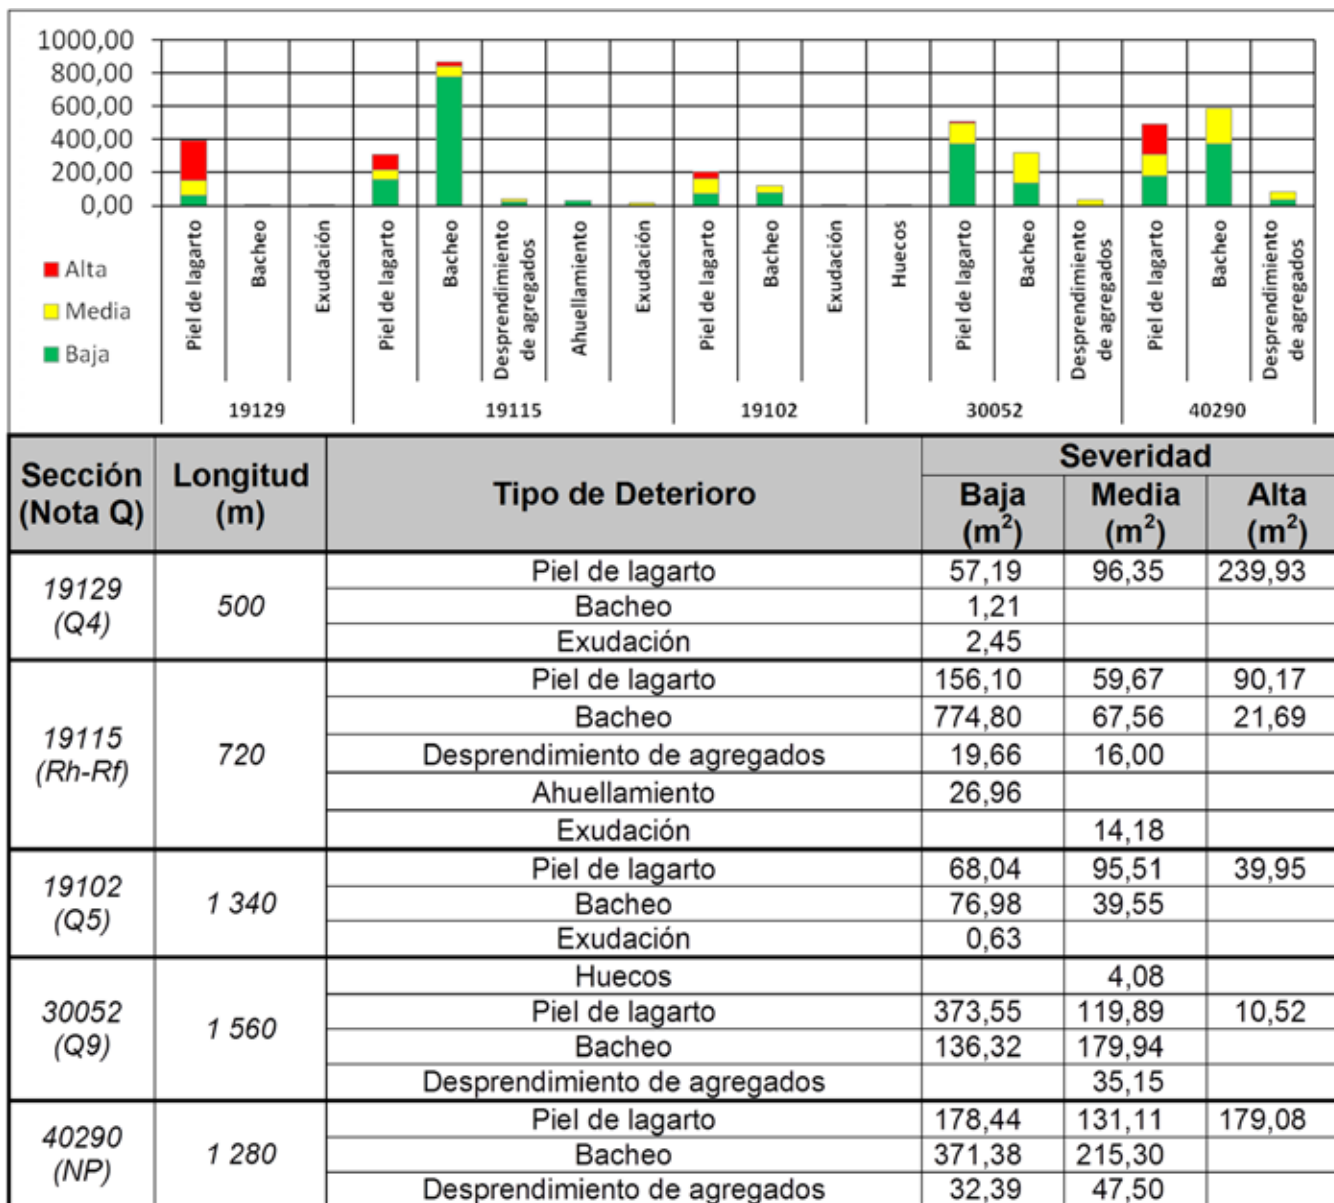 1000,00
800,00
600,00
400,00
200,00
0,00
Alta
Media
Baja
Piel de lagarto
Bacheo
Exudación
Piel de lagarto
Bacheo
Desprendimiento
de agregados
Ahuellamiento
Exudación
Piel de lagarto
Bacheo
Exudación
Huecos
Piel de lagarto
Bacheo
Desprendimiento
de agregados
Piel de lagarto
Bacheo
Desprendimiento
de agregados
19129 19115 19102 30052 40290
Sección (Nota Q) Longitud (m) Tipo de Deterioro Severidad
Baja (m²) Media (m²) Alta (m²)
19129 (Q4) 500 Piel de lagarto 57,19 96,35 239,93
Bacheo 1,21
Exudación 2,45
19115 (Rh-Rf) 720 Piel de lagarto 156,10 59,67 90,17
Bacheo 774,80 67,56 21,69
Desprendimiento de agregados 19,66 16,00
Ahuellamiento 26,96
Exudación 14,18
19102 (Q5) 1 340 Piel de lagarto 68,04 95,51 39,95
Bacheo 76,98 39,55
Exudación 0,63
30052 (Q9) 1 560 Huecos 4,08
Piel de lagarto 373,55 119,89 10,52
Bacheo 136,32 179,94
Desprendimiento de agregados 35,15
40290 (NP) 1 280 Piel de lagarto 178,44 131,11 179,08
Bacheo 371,38 215,30
Desprendimiento de agregados 32,39 47,50